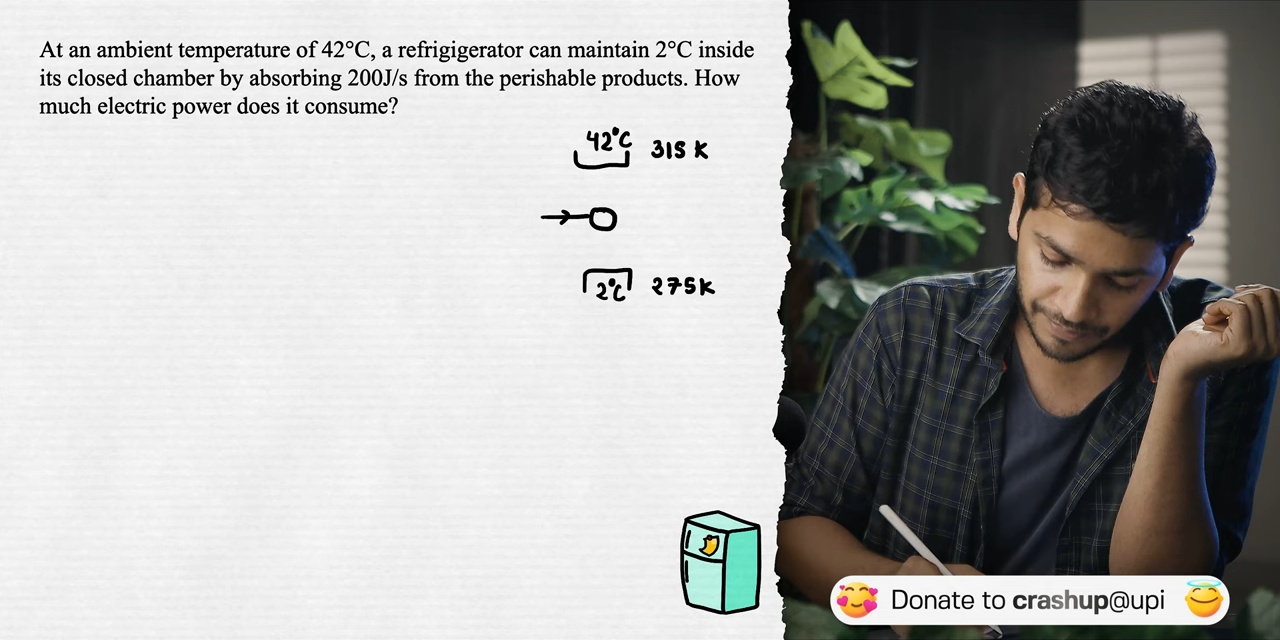 At an ambient temperature of 42°C, a refrigigerator can maintain 2°C inside
its closed chamber by absorbing 200J/s from the perishable products. How
much electric power does it consume?
42°C 315 K
2°C 275K
Donate to crashup@upi